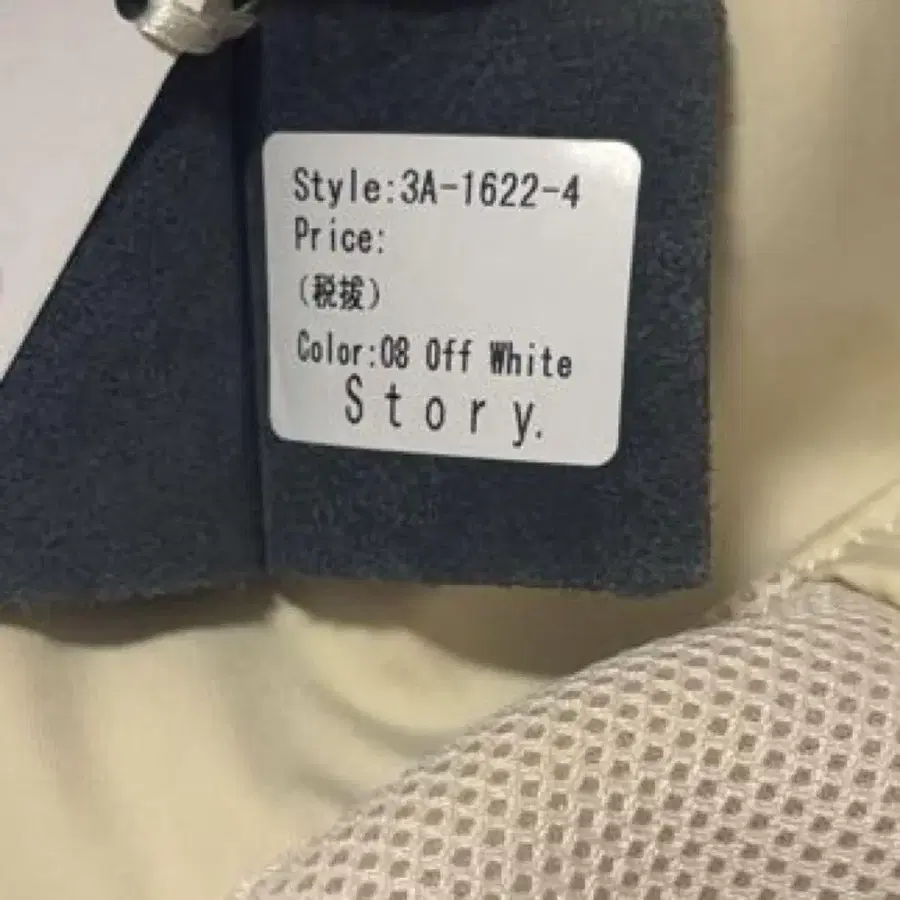 Style:3A-1622-4
Price:
(税抜)
Color:08 Off White
Story.